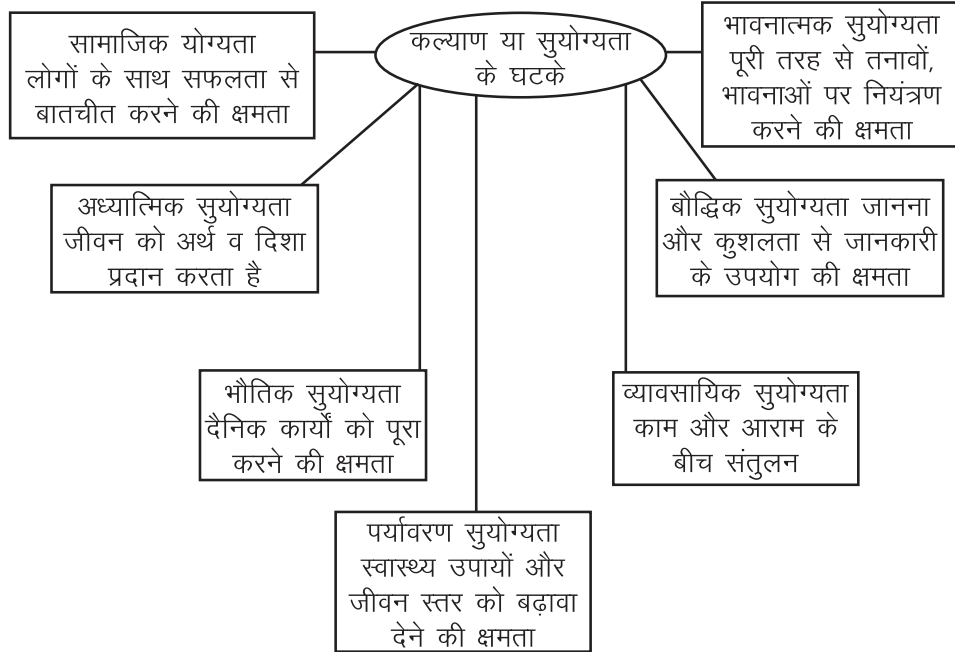 कल्याण या सुयोग्यता
के घटके
सामाजिक योग्यता
लोगों के साथ सफलता से
बातचीत करने की क्षमता
भावनात्मक सुयोग्यता
पूरी तरह से तनावों,
भावनाओं पर नियंत्रण
करने की क्षमता
अध्यात्मिक सुयोग्यता
जीवन को अर्थ व दिशा
प्रदान करता है
बौद्धिक सुयोग्यता जानना
और कुशलता से जानकारी
के उपयोग की क्षमता
भौतिक सुयोग्यता
दैनिक कार्यों को पूरा
करने की क्षमता
व्यावसायिक सुयोग्यता
काम और आराम के
बीच संतुलन
पर्यावरण सुयोग्यता
स्वास्थ्य उपायों और
जीवन स्तर को बढ़ावा
देने की क्षमता